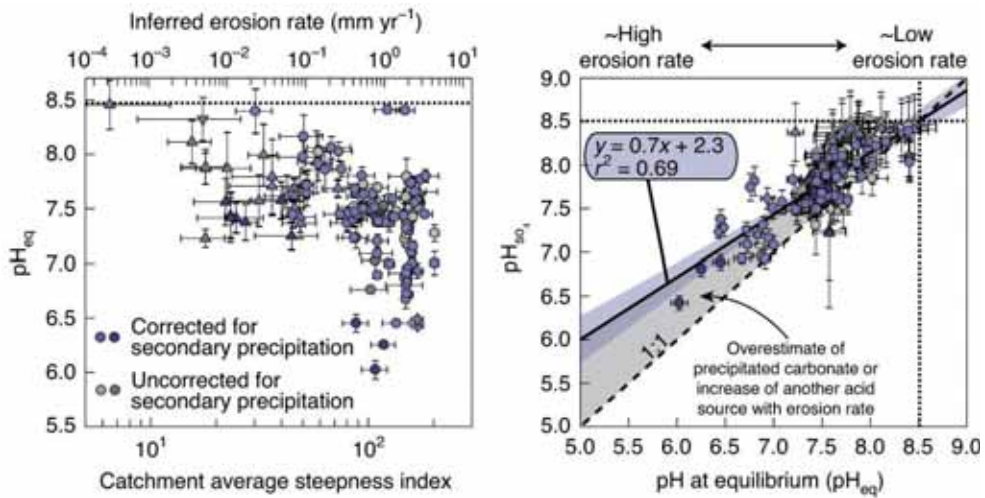 Inferred erosion rate (mm yr⁻¹)
10⁻⁴ 10⁻³ 10⁻² 10⁻¹ 10⁰ 10¹
8.5
8.0
7.5
7.0
6.5
6.0
5.5
pHeq
Corrected for
secondary precipitation
Uncorrected for
secondary precipitation
10¹ 10²
Catchment average steepness index
~High
erosion rate
~Low
erosion rate
9.0
8.5
8.0
7.5
7.0
6.5
6.0
5.5
5.0
pHSO₄
y = 0.7x + 2.3
r² = 0.69
1:1
Overestimate of
precipitated carbonate or
increase of another acid
source with erosion rate
5.0 5.5 6.0 6.5 7.0 7.5 8.0 8.5 9.0
pH at equilibrium (pHeq)